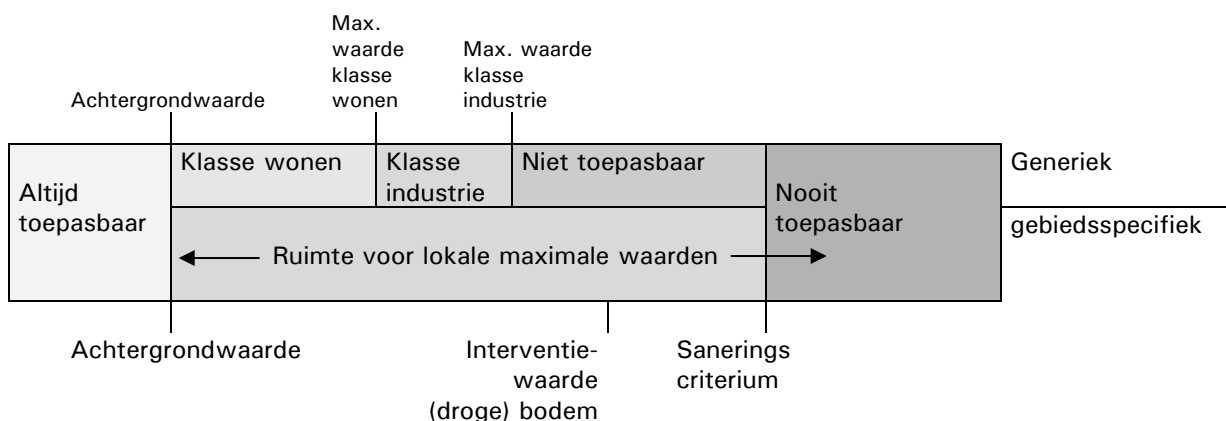 Max.
waarde
klasse
wonen
Max. waarde
klasse
industrie
Achtergrondwaarde
Klasse wonen
Klasse
industrie
Niet toepasbaar
Generiek
Altijd
toepasbaar
Nooit
toepasbaar
gebiedsspecifiek
Ruimte voor lokale maximale waarden
Achtergrondwaarde
Interventie-
waarde
(droge) bodem
Sanerings
criterium